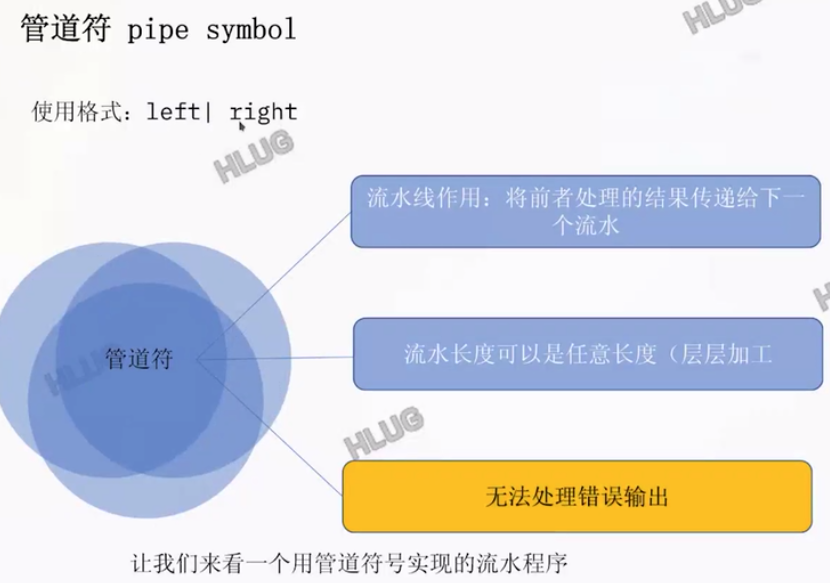 管道符 pipe symbol
HLUG
使用格式：left| right
HLUG
流水线作用：将前者处理的结果传递给下一
个流水
管道符
HLUG
流水长度可以是任意长度（层层加工
HLUG
无法处理错误输出
让我们来看一个用管道符号实现的流水程序